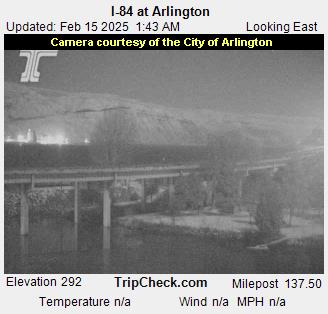 I-84 at Arlington
Updated: Feb 15 2025 1:43 AM Looking East
Camera courtesy of the City of Arlington
Elevation 292 TripCheck.com Milepost 137.50
Temperature n/a Wind n/a MPH n/a